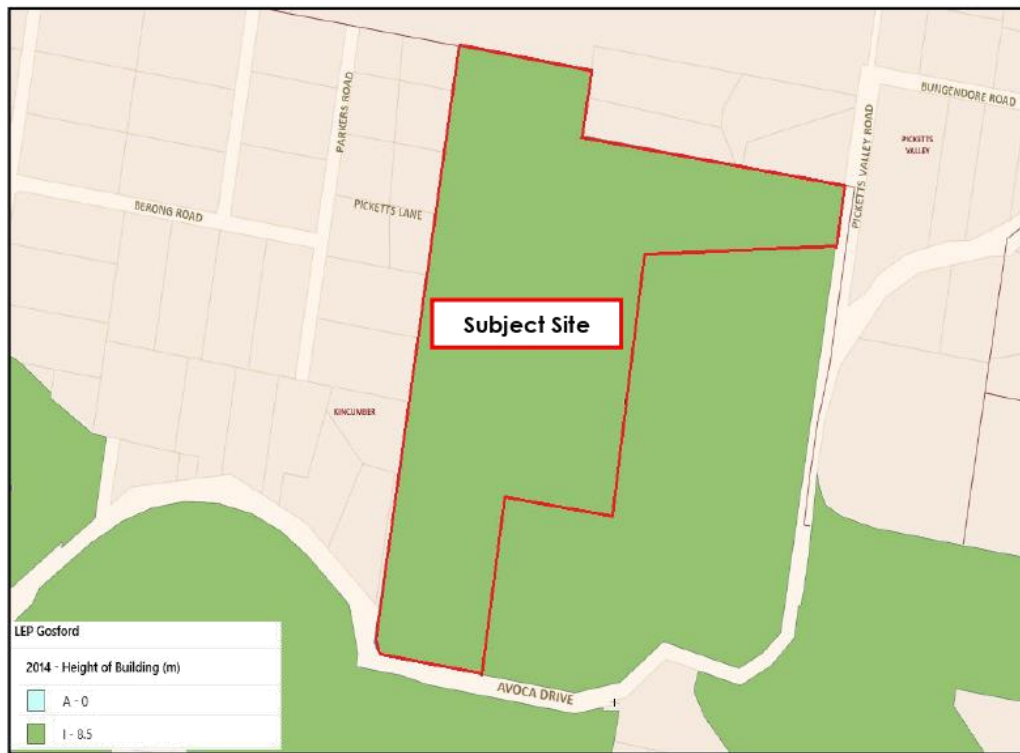 PARKERS ROAD
BUNGENDORE ROAD
PICKETTS
VALLEY
PICKETTS VALLEY ROAD
BERONG ROAD
PICKETTS LANE
Subject Site
KINCUMBER
AVOCA DRIVE
LEP Gosford
2014 - Height of Building (m)
A - 0
I - 8.5